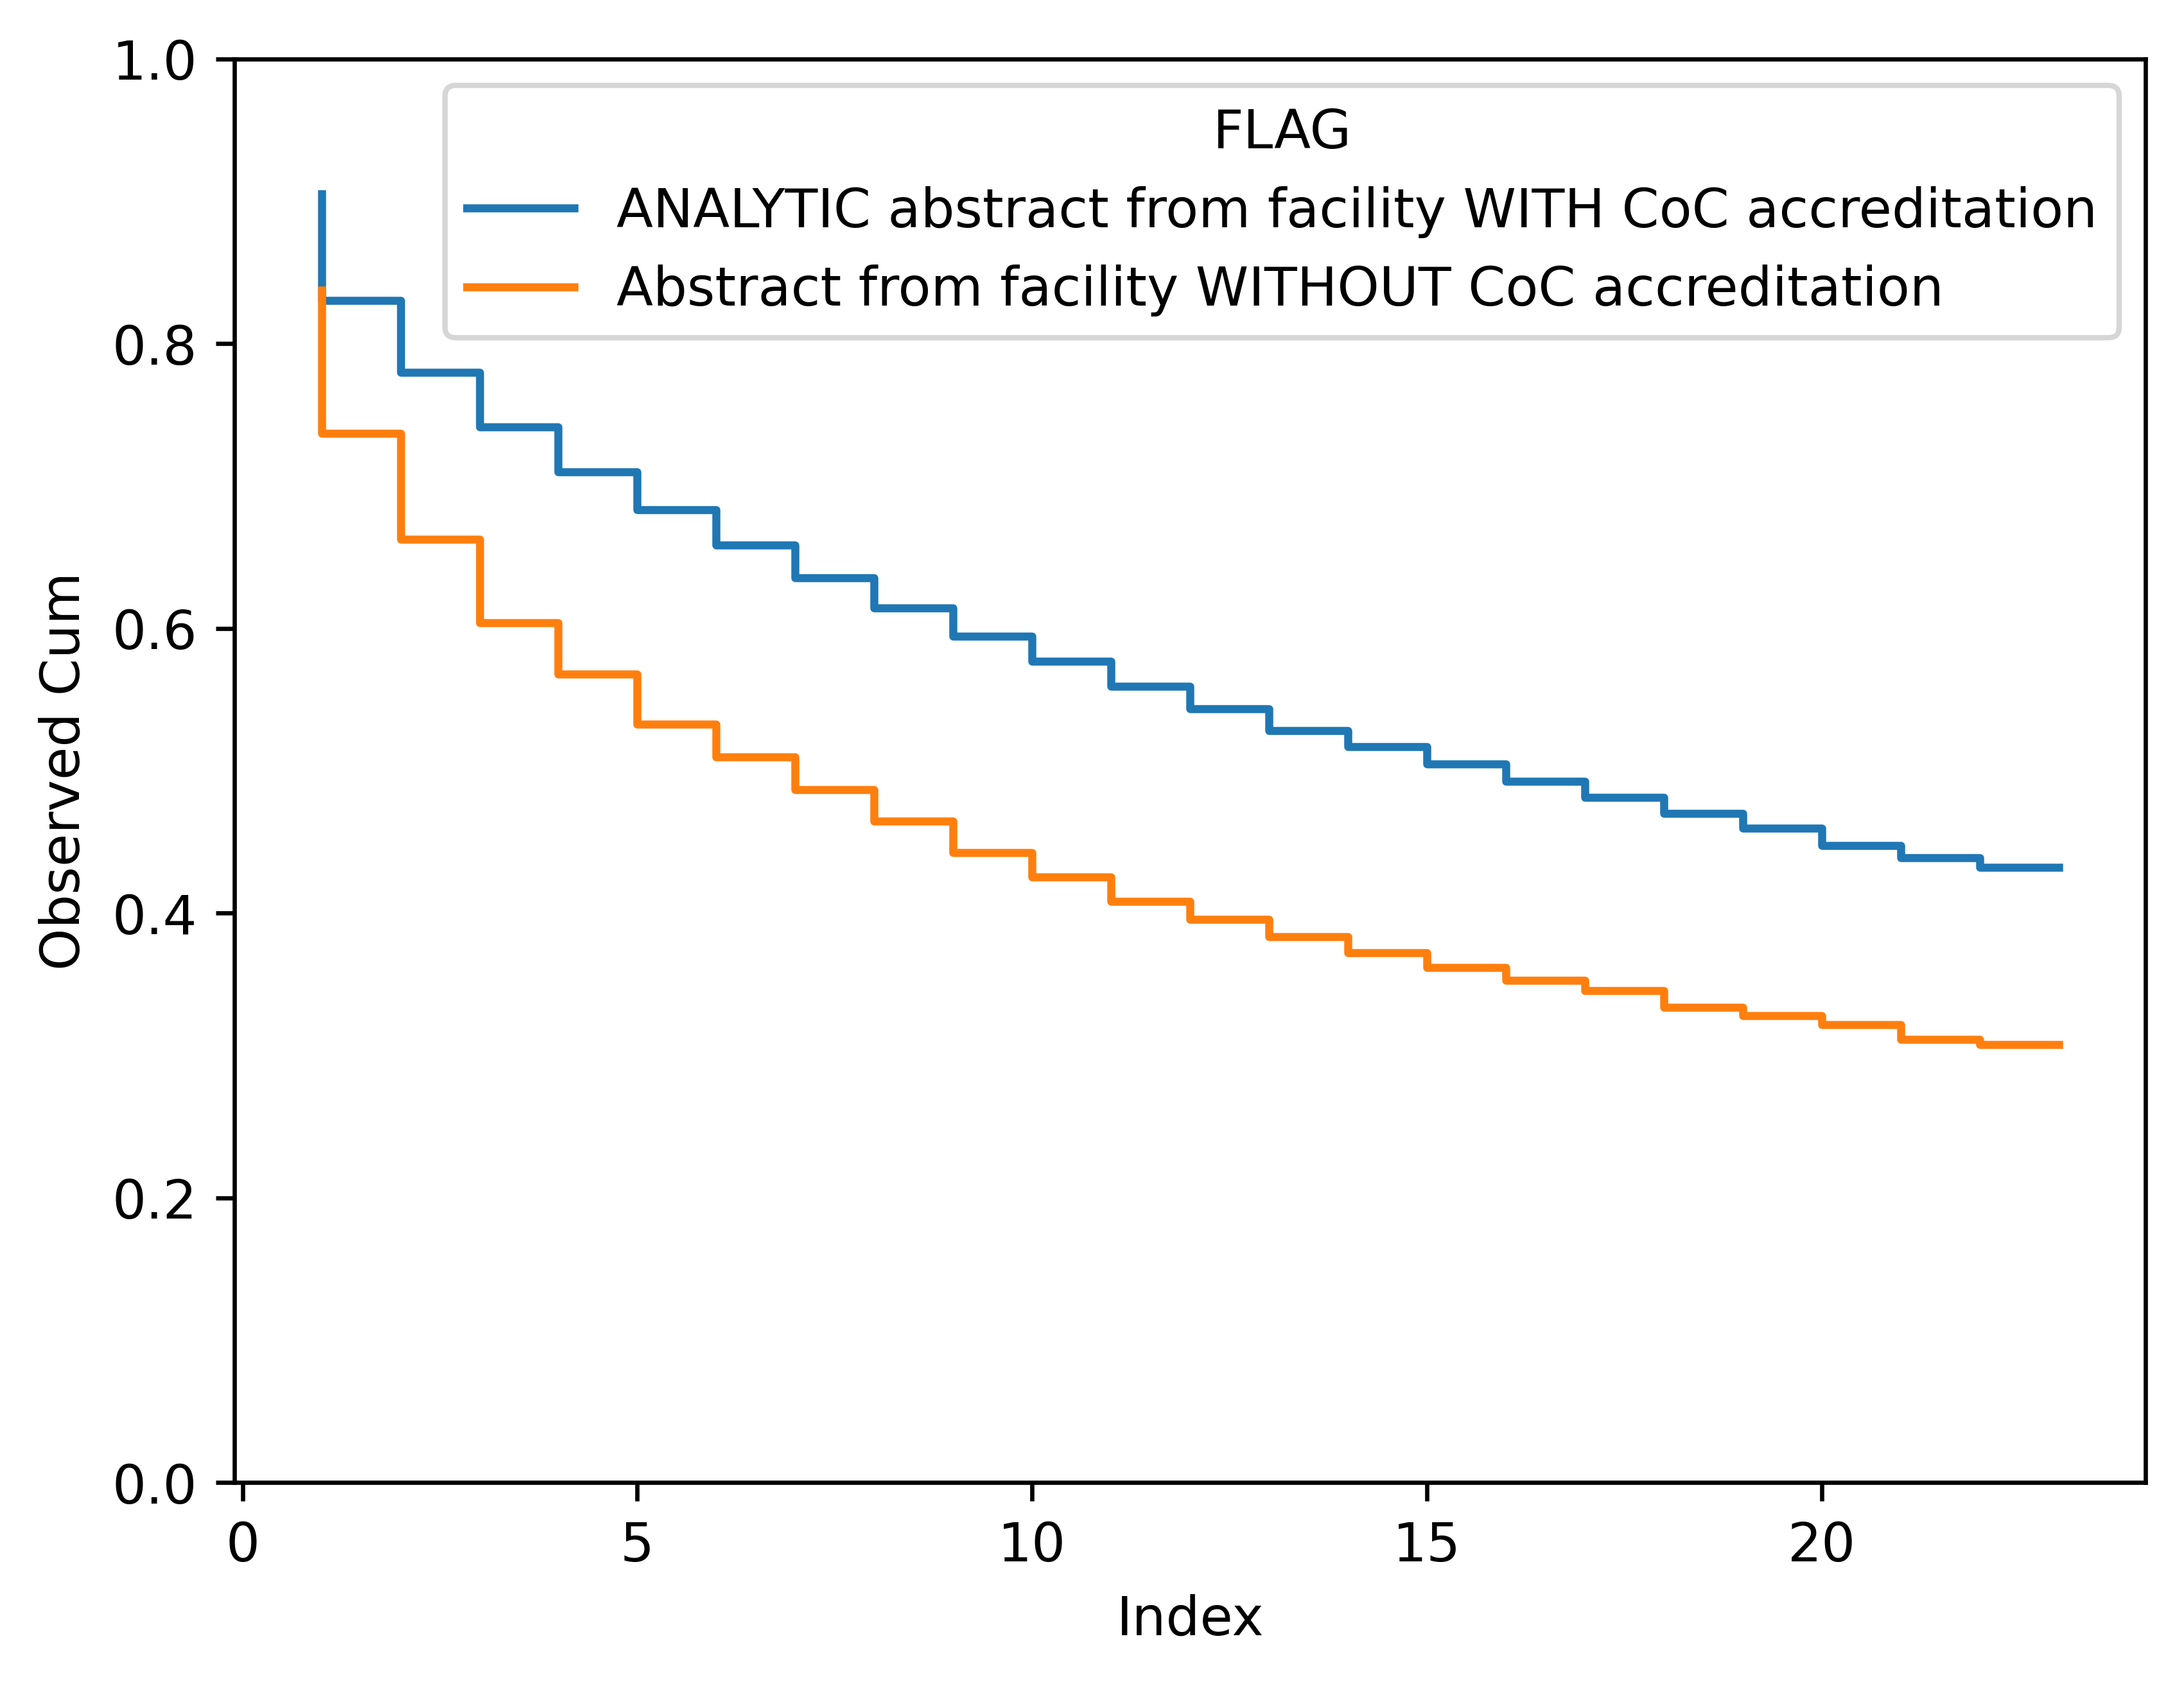 FLAG
ANALYTIC abstract from facility WITH CoC accreditation
Abstract from facility WITHOUT CoC accreditation
1.0
0.8
0.6
0.4
0.2
0.0
Observed Cum
0 5 10 15 20
Index